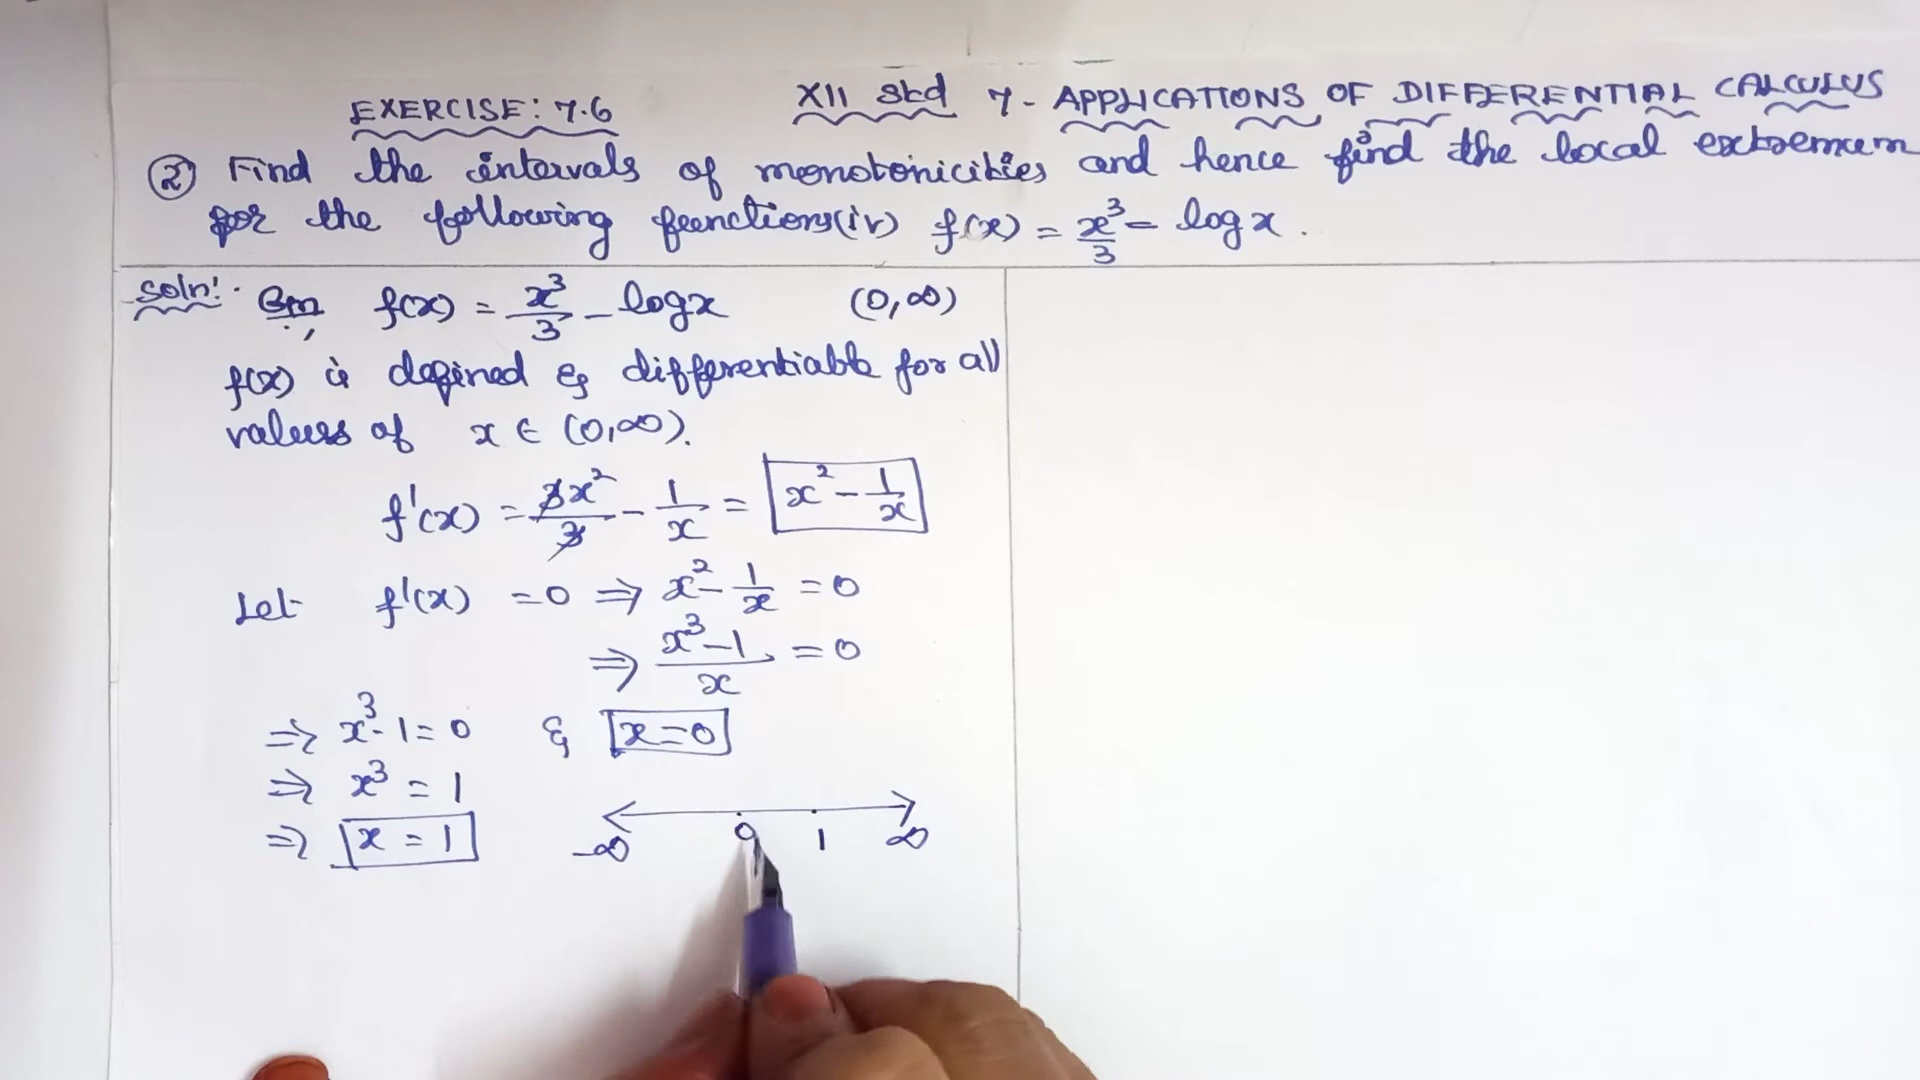 EXERCISE: 7.6 XII Std 7 - APPLICATIONS OF DIFFERENTIAL CALCULUS
② Find the intervals of monotonicities and hence find the local extremum
for the following functions (iv) f(x) = x³/3 - log x.
Soln: Gn f(x) = x³/3 - log x (0,∞)
f(x) is defined & differentiable for all
values of x ∈ (0,∞).
f'(x) = 3x²/3 - 1/x = x² - 1/x
Let f'(x) = 0 ⇒ x² - 1/x = 0
⇒ x³-1/x = 0
⇒ x³-1=0 & x=0
⇒ x³ = 1
⇒ x = 1
-∞ 0 1 ∞